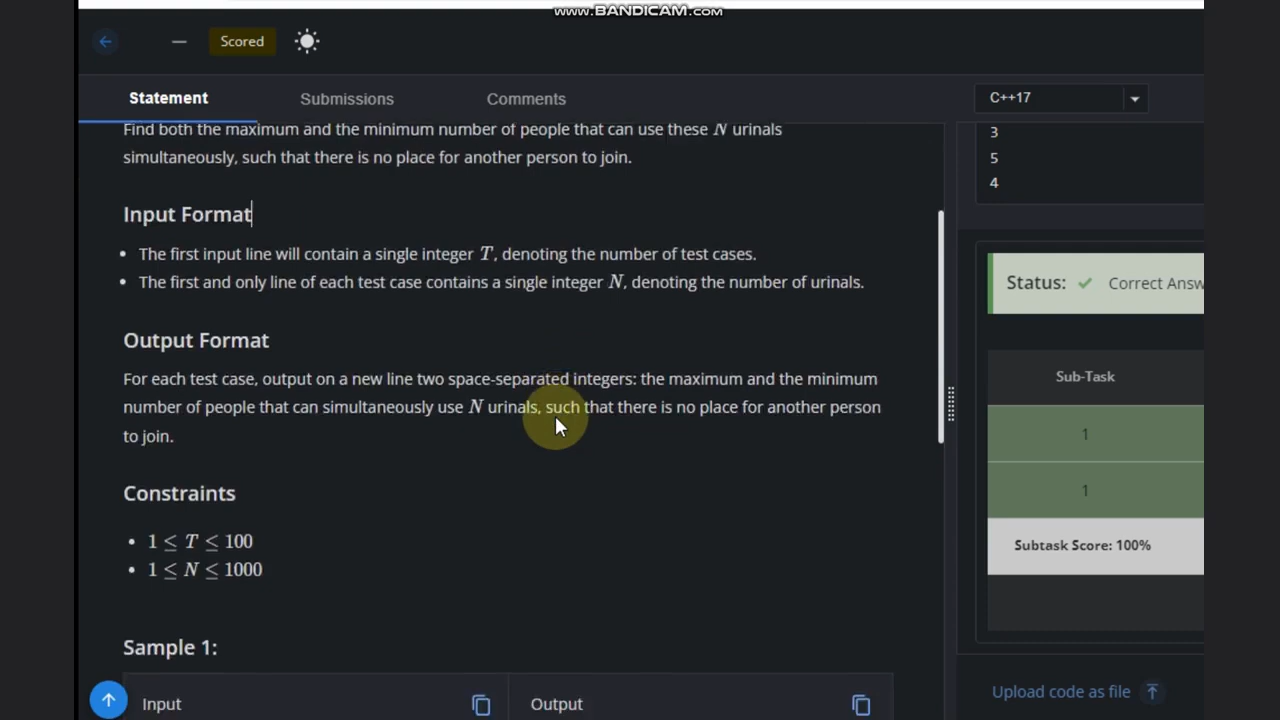 www.BANDICAM.com
Scored
Statement Submissions Comments
C++17
Find both the maximum and the minimum number of people that can use these N urinals
simultaneously, such that there is no place for another person to join.
3
5
4
Input Format
The first input line will contain a single integer T, denoting the number of test cases.
The first and only line of each test case contains a single integer N, denoting the number of urinals.
Output Format
For each test case, output on a new line two space-separated integers: the maximum and the minimum
number of people that can simultaneously use N urinals, such that there is no place for another person
to join.
Constraints
1 ≤ T ≤ 100
1 ≤ N ≤ 1000
Sample 1:
Input
Output
Status: Correct Answ
Sub-Task
1
1
Subtask Score: 100%
Upload code as file